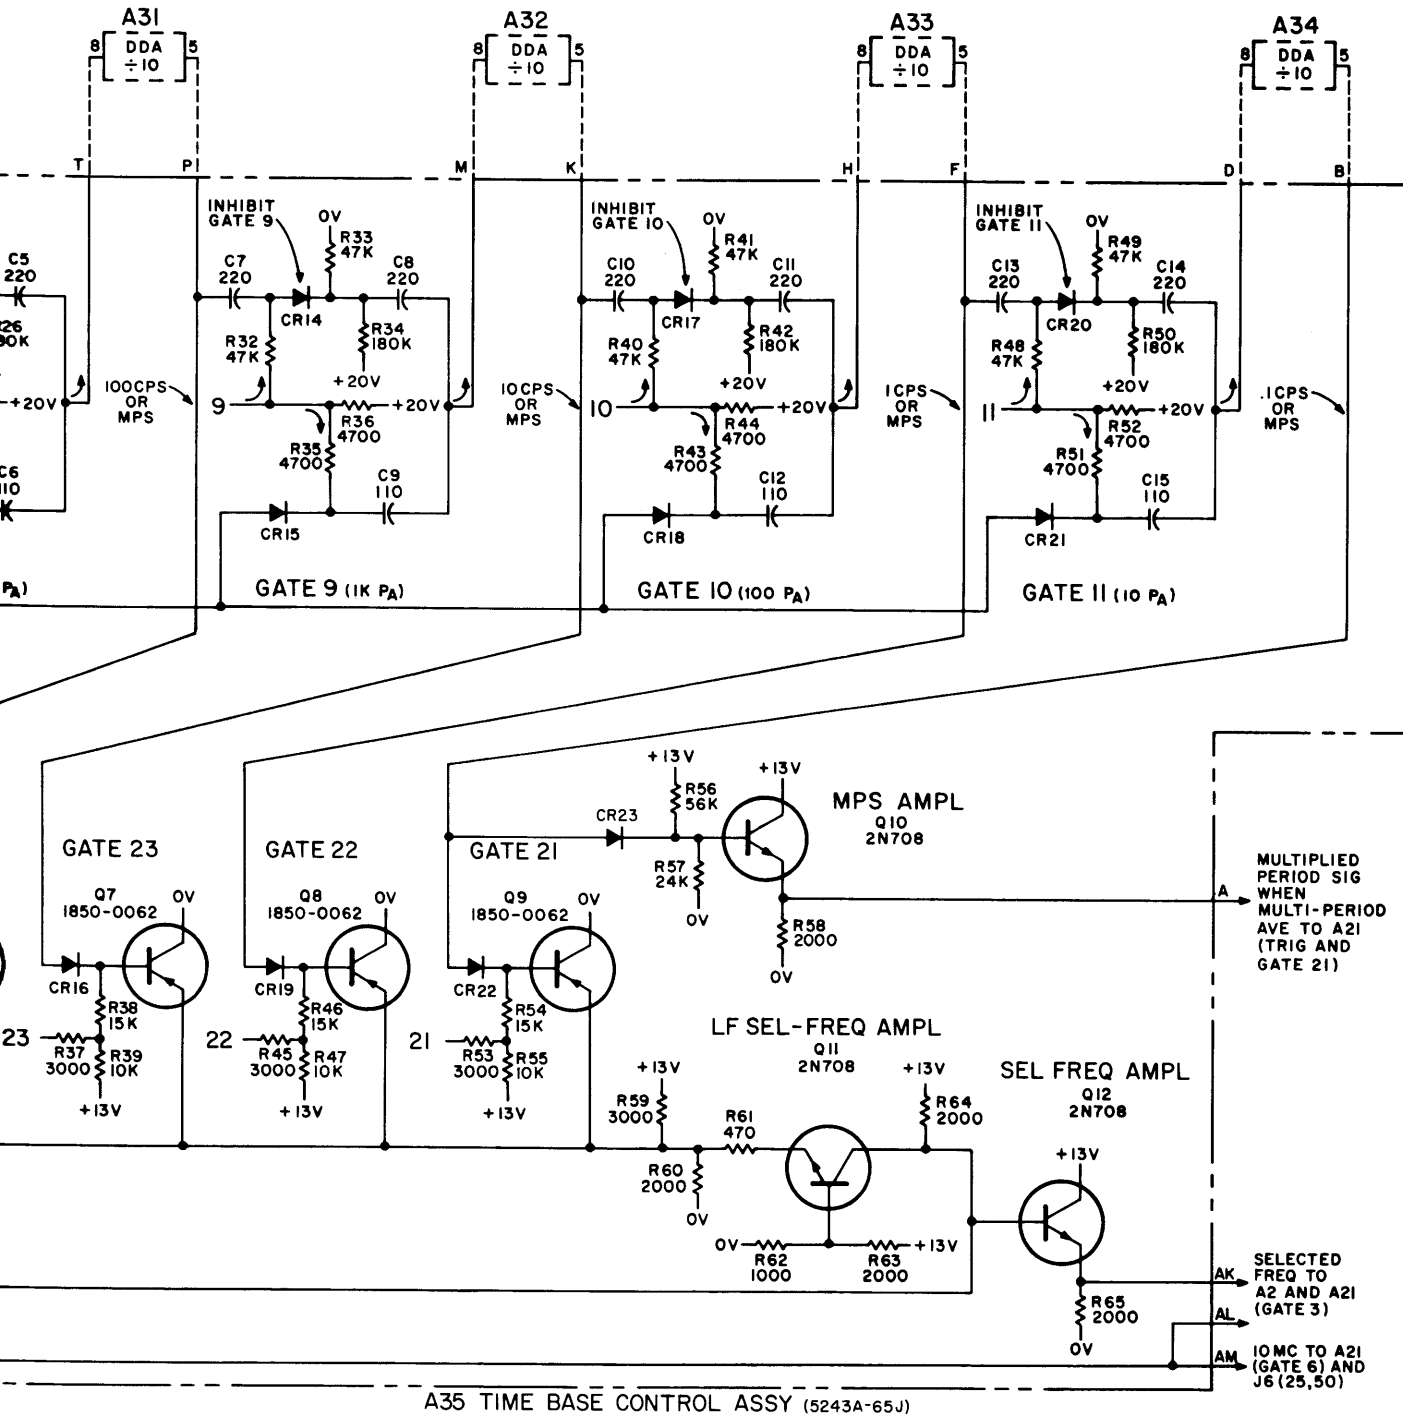 A31
8 DDA 5
÷10
A32
8 DDA 5
÷10
A33
8 DDA 5
÷10
A34
8 DDA 5
÷10
T
P
M
K
H
F
D
B
C5
220
80K
+20V
C6
110
PA)
INHIBIT
GATE 9
0V
R33
47K
C7
220
C8
220
CR14
R32
47K
R34
180K
+20V
100CPS
OR
MPS
9
+20V
R36
4700
R35
4700
C9
110
CR15
GATE 9 (1K PA)
INHIBIT
GATE 10
0V
R41
47K
C10
220
C11
220
CR17
R40
47K
R42
180K
+20V
10CPS
OR
MPS
10
+20V
R44
4700
R43
4700
C12
110
CR18
GATE 10 (100 PA)
INHIBIT
GATE 11
0V
R49
47K
C13
220
C14
220
CR20
R48
47K
R50
180K
+20V
1CPS
OR
MPS
11
+20V
R52
4700
R51
4700
C15
110
CR21
GATE 11 (10 PA)
.1CPS
OR
MPS
+13V
R56
56K
+13V
CR23
MPS AMPL
Q10
2N708
R57
24K
0V
R58
2000
0V
A
MULTIPLIED
PERIOD SIG
WHEN
MULTI-PERIOD
AVE TO A21
(TRIG AND
GATE 21)
GATE 23
Q7
1850-0062
0V
CR16
R38
15K
23
R37
3000
R39
10K
+13V
GATE 22
Q8
1850-0062
0V
CR19
R46
15K
22
R45
3000
R47
10K
+13V
GATE 21
Q9
1850-0062
0V
CR22
R54
15K
21
R53
3000
R55
10K
+13V
LF SEL-FREQ AMPL
Q11
2N708
+13V
R59
3000
R61
470
R60
2000
0V
+13V
R64
2000
0V
R62
1000
R63
2000
+13V
SEL FREQ AMPL
Q12
2N708
+13V
R65
2000
0V
AK
SELECTED
FREQ TO
A2 AND A21
(GATE 3)
AL
AM
10MC TO A21
(GATE 6) AND
J6(25,50)
A35 TIME BASE CONTROL ASSY (5243A-65J)